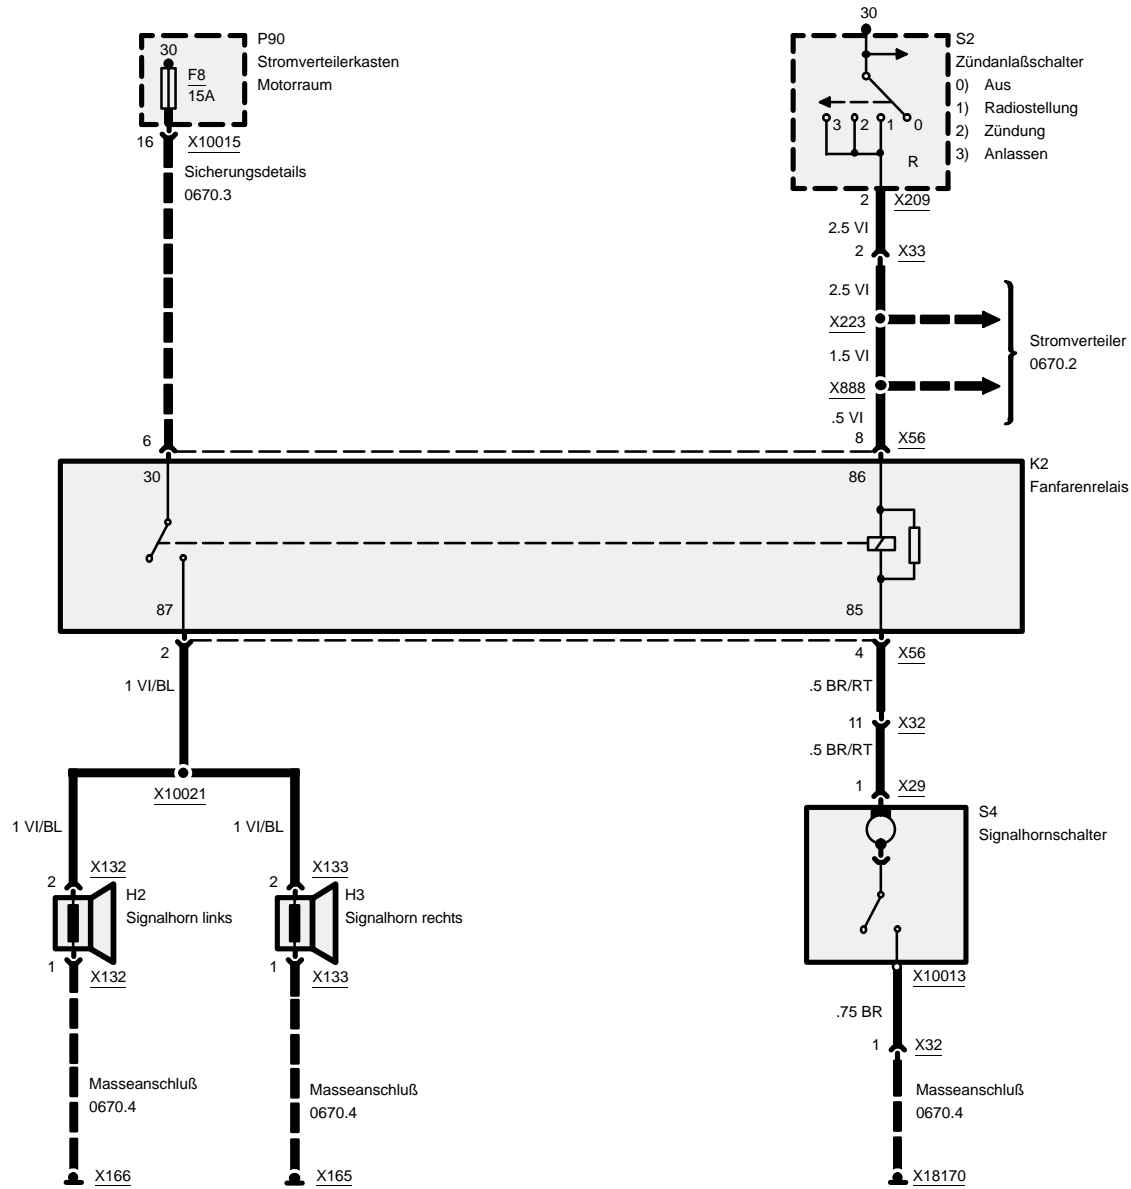 30
P90
Stromverteilerkasten
Motorraum
30
F8
15A
16
X10015
Sicherungsdetails
0670.3
S2
Zündanlaßschalter
0) Aus
1) Radiostellung
2) Zündung
3) Anlassen
3
2
1
0
R
2
X209
2.5 VI
2
X33
2.5 VI
X223
1.5 VI
X888
.5 VI
Stromverteiler
0670.2
6
8
X56
K2
Fanfarenrelais
30
86
87
85
2
4
X56
1 VI/BL
.5 BR/RT
11
X32
.5 BR/RT
X10021
1
X29
1 VI/BL
1 VI/BL
S4
Signalhornschalter
2
X132
2
X133
H2
Signalhorn links
H3
Signalhorn rechts
1
X132
1
X133
X10013
.75 BR
1
X32
Masseanschluß
0670.4
Masseanschluß
0670.4
Masseanschluß
0670.4
X166
X165
X18170